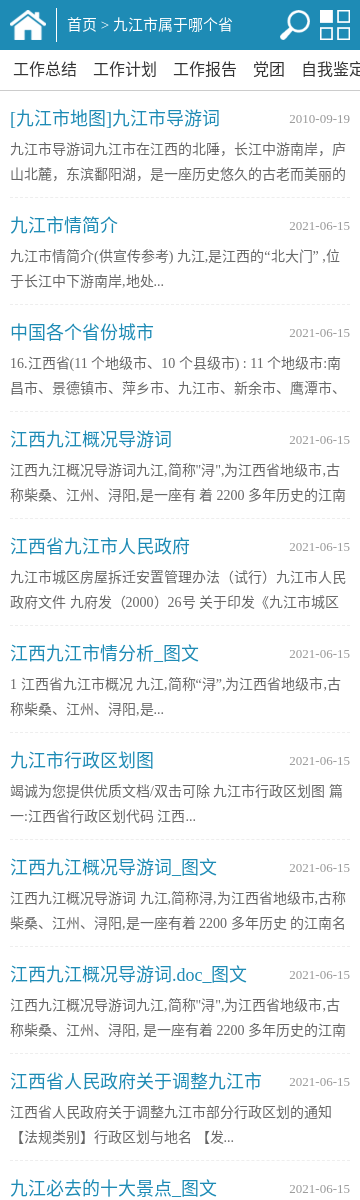 首页 > 九江市属于哪个省
工作总结 工作计划 工作报告 党团 自我鉴定
[九江市地图]九江市导游词 2010-09-19
九江市导游词九江市在江西的北陲，长江中游南岸，庐
山北麓，东滨鄱阳湖，是一座历史悠久的古老而美丽的
九江市情简介 2021-06-15
九江市情简介(供宣传参考) 九江,是江西的“北大门” ,位
于长江中下游南岸,地处...
中国各个省份城市 2021-06-15
16.江西省(11 个地级市、10 个县级市) : 11 个地级市:南
昌市、景德镇市、萍乡市、九江市、新余市、鹰潭市、
江西九江概况导游词 2021-06-15
江西九江概况导游词九江,简称"浔",为江西省地级市,古
称柴桑、江州、浔阳,是一座有 着 2200 多年历史的江南
江西省九江市人民政府 2021-06-15
九江市城区房屋拆迁安置管理办法（试行）九江市人民
政府文件 九府发（2000）26号 关于印发《九江市城区
江西九江市情分析_图文 2021-06-15
1 江西省九江市概况 九江,简称“浔”,为江西省地级市,古
称柴桑、江州、浔阳,是...
九江市行政区划图 2021-06-15
竭诚为您提供优质文档/双击可除 九江市行政区划图 篇
一:江西省行政区划代码 江西...
江西九江概况导游词_图文 2021-06-15
江西九江概况导游词 九江,简称浔,为江西省地级市,古称
柴桑、江州、浔阳,是一座有着 2200 多年历史 的江南名
江西九江概况导游词.doc_图文 2021-06-15
江西九江概况导游词九江,简称"浔",为江西省地级市,古
称柴桑、江州、浔阳, 是一座有着 2200 多年历史的江南
江西省人民政府关于调整九江市 2021-06-15
江西省人民政府关于调整九江市部分行政区划的通知
【法规类别】行政区划与地名 【发...
九江必去的十大景点_图文 2021-06-15